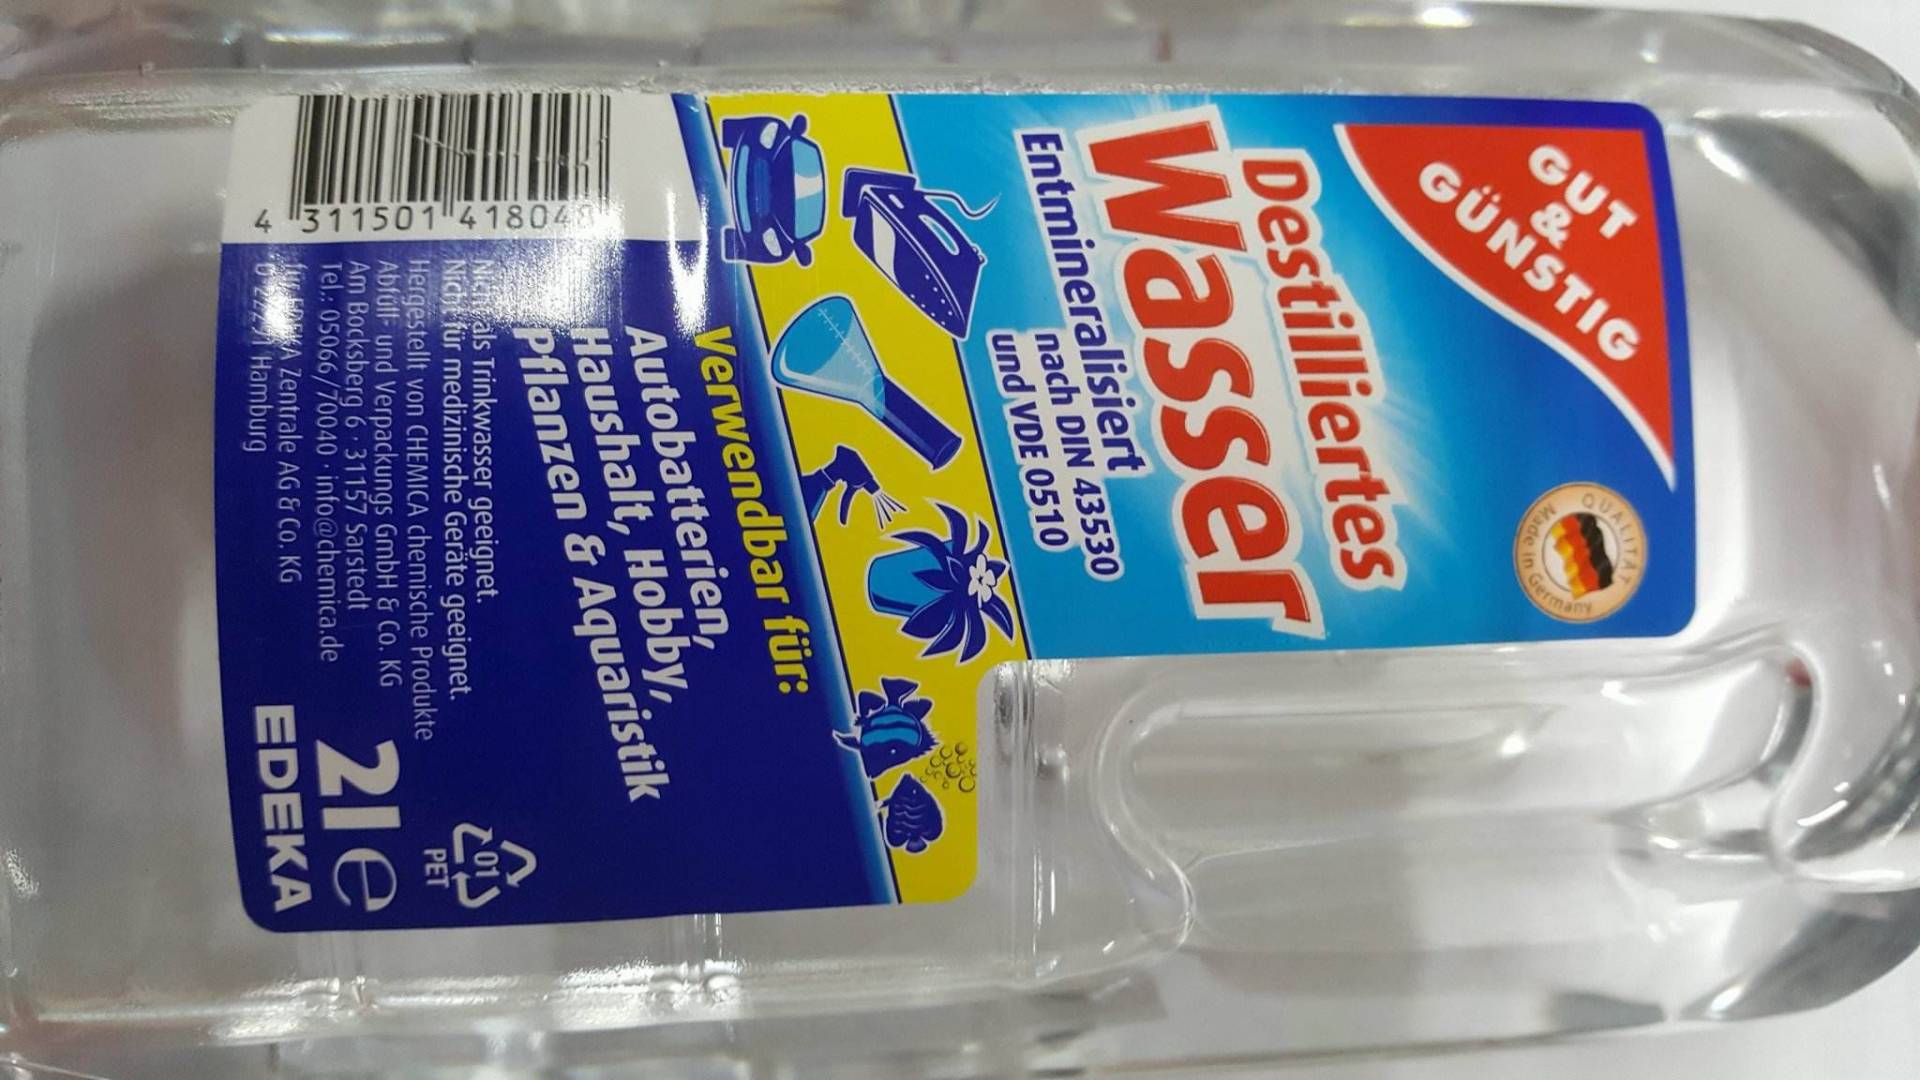 GUT
&
GÜNSTIG
QUALITÄT
Made in Germany
Destilliertes
Wasser
Entmineralisiert
nach DIN 43530
und VDE 0510
Verwendbar für:
Autobatterien,
Haushalt, Hobby,
Pflanzen & Aquaristik
Nicht als Trinkwasser geeignet.
Nicht für medizinische Geräte geeignet.
Hergestellt von CHEMICA chemische Produkte
Abfüll- und Verpackungs GmbH & Co. KG
Am Bocksberg 6 · 31157 Sarstedt
Tel.: 05066/70040 · info@chemica.de
für EDEKA Zentrale AG & Co. KG
Hamburg
4 311501 418048
01
PET
2l e
EDEKA